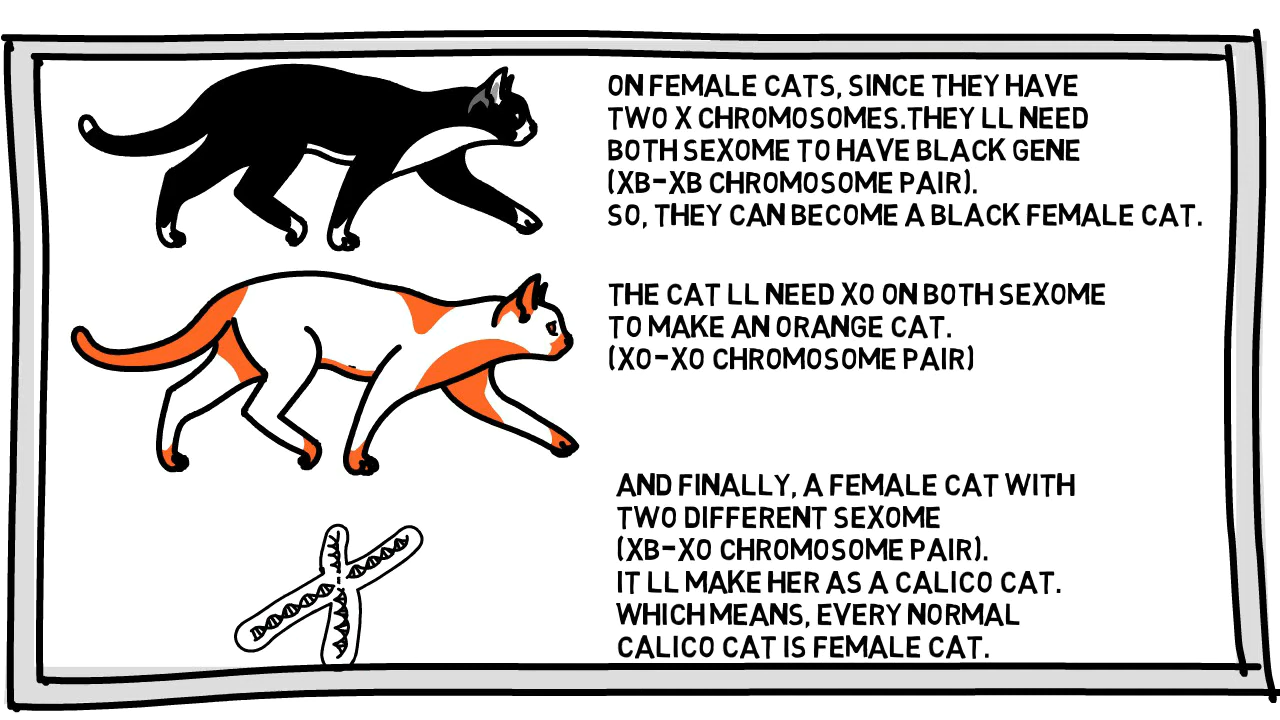 ON FEMALE CATS, SINCE THEY HAVE
TWO X CHROMOSOMES.THEY LL NEED
BOTH SEXOME TO HAVE BLACK GENE
(XB-XB CHROMOSOME PAIR).
SO, THEY CAN BECOME A BLACK FEMALE CAT.
THE CAT LL NEED XO ON BOTH SEXOME
TO MAKE AN ORANGE CAT.
(XO-XO CHROMOSOME PAIR)
AND FINALLY, A FEMALE CAT WITH
TWO DIFFERENT SEXOME
(XB-XO CHROMOSOME PAIR).
IT LL MAKE HER AS A CALICO CAT.
WHICH MEANS, EVERY NORMAL
CALICO CAT IS FEMALE CAT.